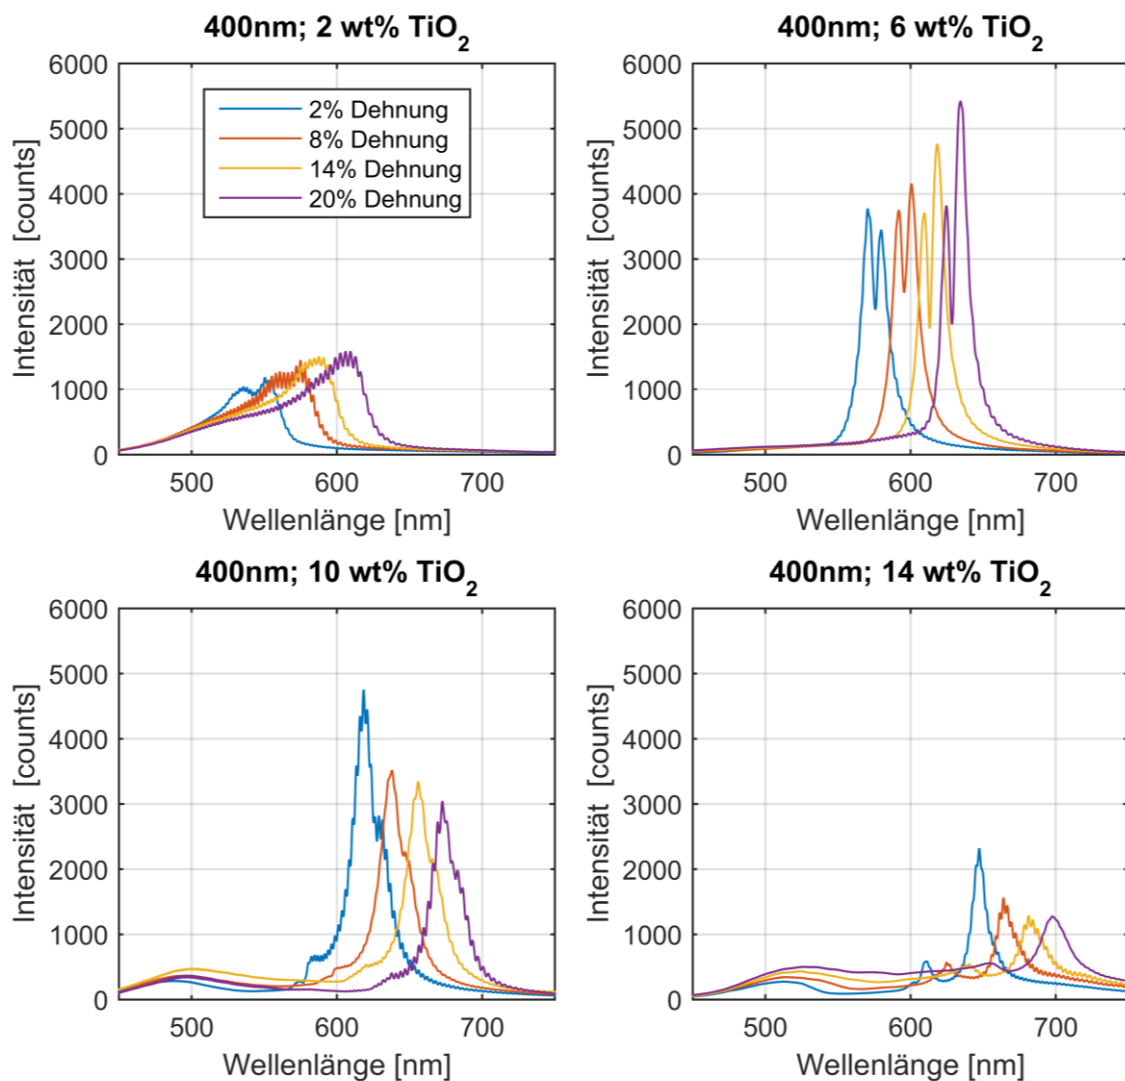 400nm; 2 wt% TiO₂
6000
5000
4000
3000
2000
1000
0
Intensität [counts]
2% Dehnung
8% Dehnung
14% Dehnung
20% Dehnung
500 600 700
Wellenlänge [nm]
400nm; 6 wt% TiO₂
6000
5000
4000
3000
2000
1000
0
Intensität [counts]
500 600 700
Wellenlänge [nm]
400nm; 10 wt% TiO₂
6000
5000
4000
3000
2000
1000
0
Intensität [counts]
500 600 700
Wellenlänge [nm]
400nm; 14 wt% TiO₂
6000
5000
4000
3000
2000
1000
0
Intensität [counts]
500 600 700
Wellenlänge [nm]